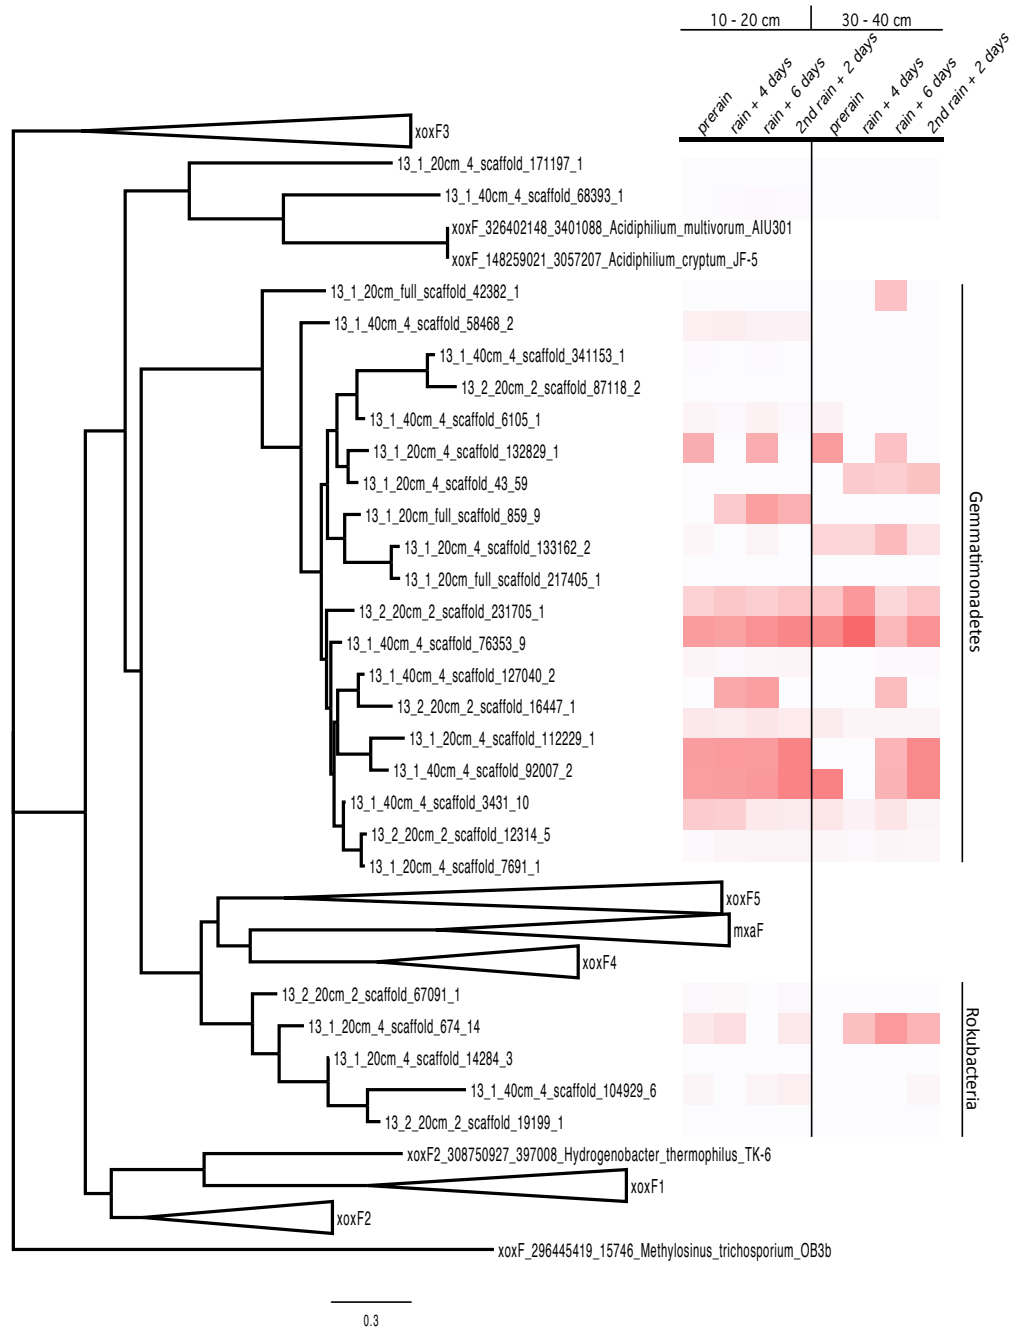 10 - 20 cm
30 - 40 cm
prerain
rain + 4 days
rain + 6 days
2nd rain + 2 days
prerain
rain + 4 days
rain + 6 days
2nd rain + 2 days
xoxF3
13_1_20cm_4_scaffold_171197_1
13_1_40cm_4_scaffold_68393_1
xoxF_326402148_3401088_Acidiphilium_multivorum_AIU301
xoxF_148259021_3057207_Acidiphilium_cryptum_JF-5
13_1_20cm_full_scaffold_42382_1
13_1_40cm_4_scaffold_58468_2
13_1_40cm_4_scaffold_341153_1
13_2_20cm_2_scaffold_87118_2
13_1_40cm_4_scaffold_6105_1
13_1_20cm_4_scaffold_132829_1
13_1_20cm_4_scaffold_43_59
13_1_20cm_full_scaffold_859_9
13_1_20cm_4_scaffold_133162_2
13_1_20cm_full_scaffold_217405_1
13_2_20cm_2_scaffold_231705_1
13_1_40cm_4_scaffold_76353_9
13_1_40cm_4_scaffold_127040_2
13_2_20cm_2_scaffold_16447_1
13_1_20cm_4_scaffold_112229_1
13_1_40cm_4_scaffold_92007_2
13_1_40cm_4_scaffold_3431_10
13_2_20cm_2_scaffold_12314_5
13_1_20cm_4_scaffold_7691_1
Gemmatimonadetes
xoxF5
mxaF
xoxF4
13_2_20cm_2_scaffold_67091_1
13_1_20cm_4_scaffold_674_14
13_1_20cm_4_scaffold_14284_3
13_1_40cm_4_scaffold_104929_6
13_2_20cm_2_scaffold_19199_1
Rokubacteria
xoxF2_308750927_397008_Hydrogenobacter_thermophilus_TK-6
xoxF1
xoxF2
xoxF_296445419_15746_Methylosinus_trichosporium_OB3b
0.3